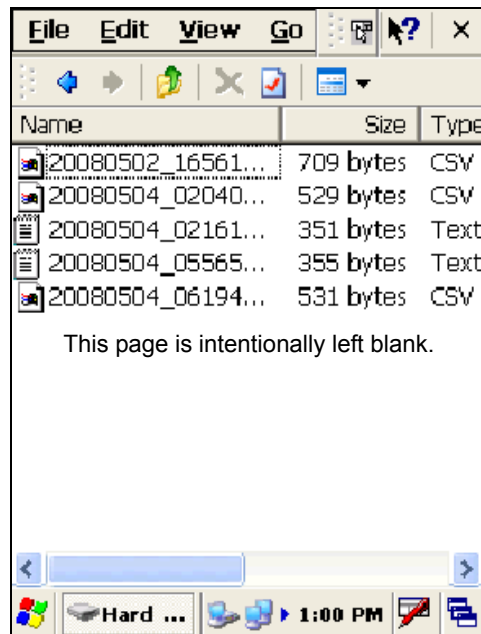 File Edit View Go ?
Name Size Type
20080502_16561... 709 bytes CSV
20080504_02040... 529 bytes CSV
20080504_02161... 351 bytes Text
20080504_05565... 355 bytes Text
20080504_06194... 531 bytes CSV
This page is intentionally left blank.
Hard ... 1:00 PM